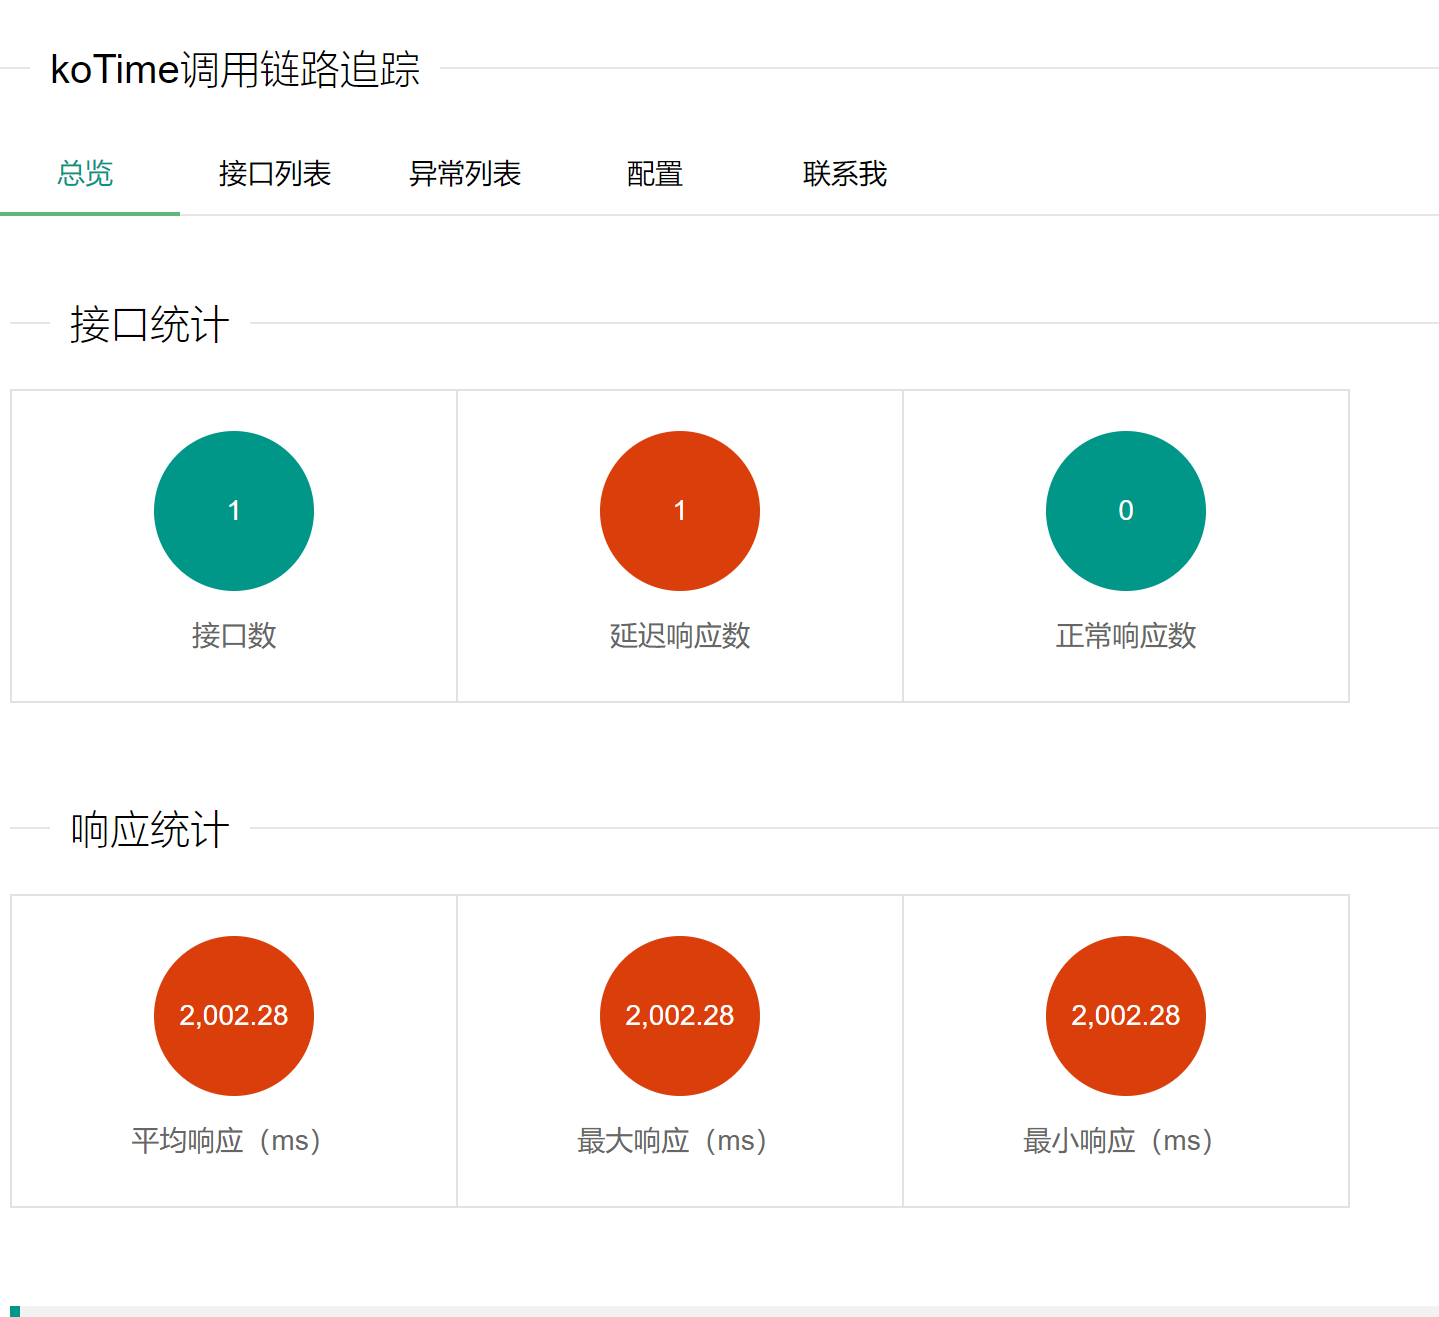 koTime调用链路追踪
总览 接口列表 异常列表 配置 联系我
接口统计
1 1 0
接口数 延迟响应数 正常响应数
响应统计
2,002.28 2,002.28 2,002.28
平均响应（ms） 最大响应（ms） 最小响应（ms）